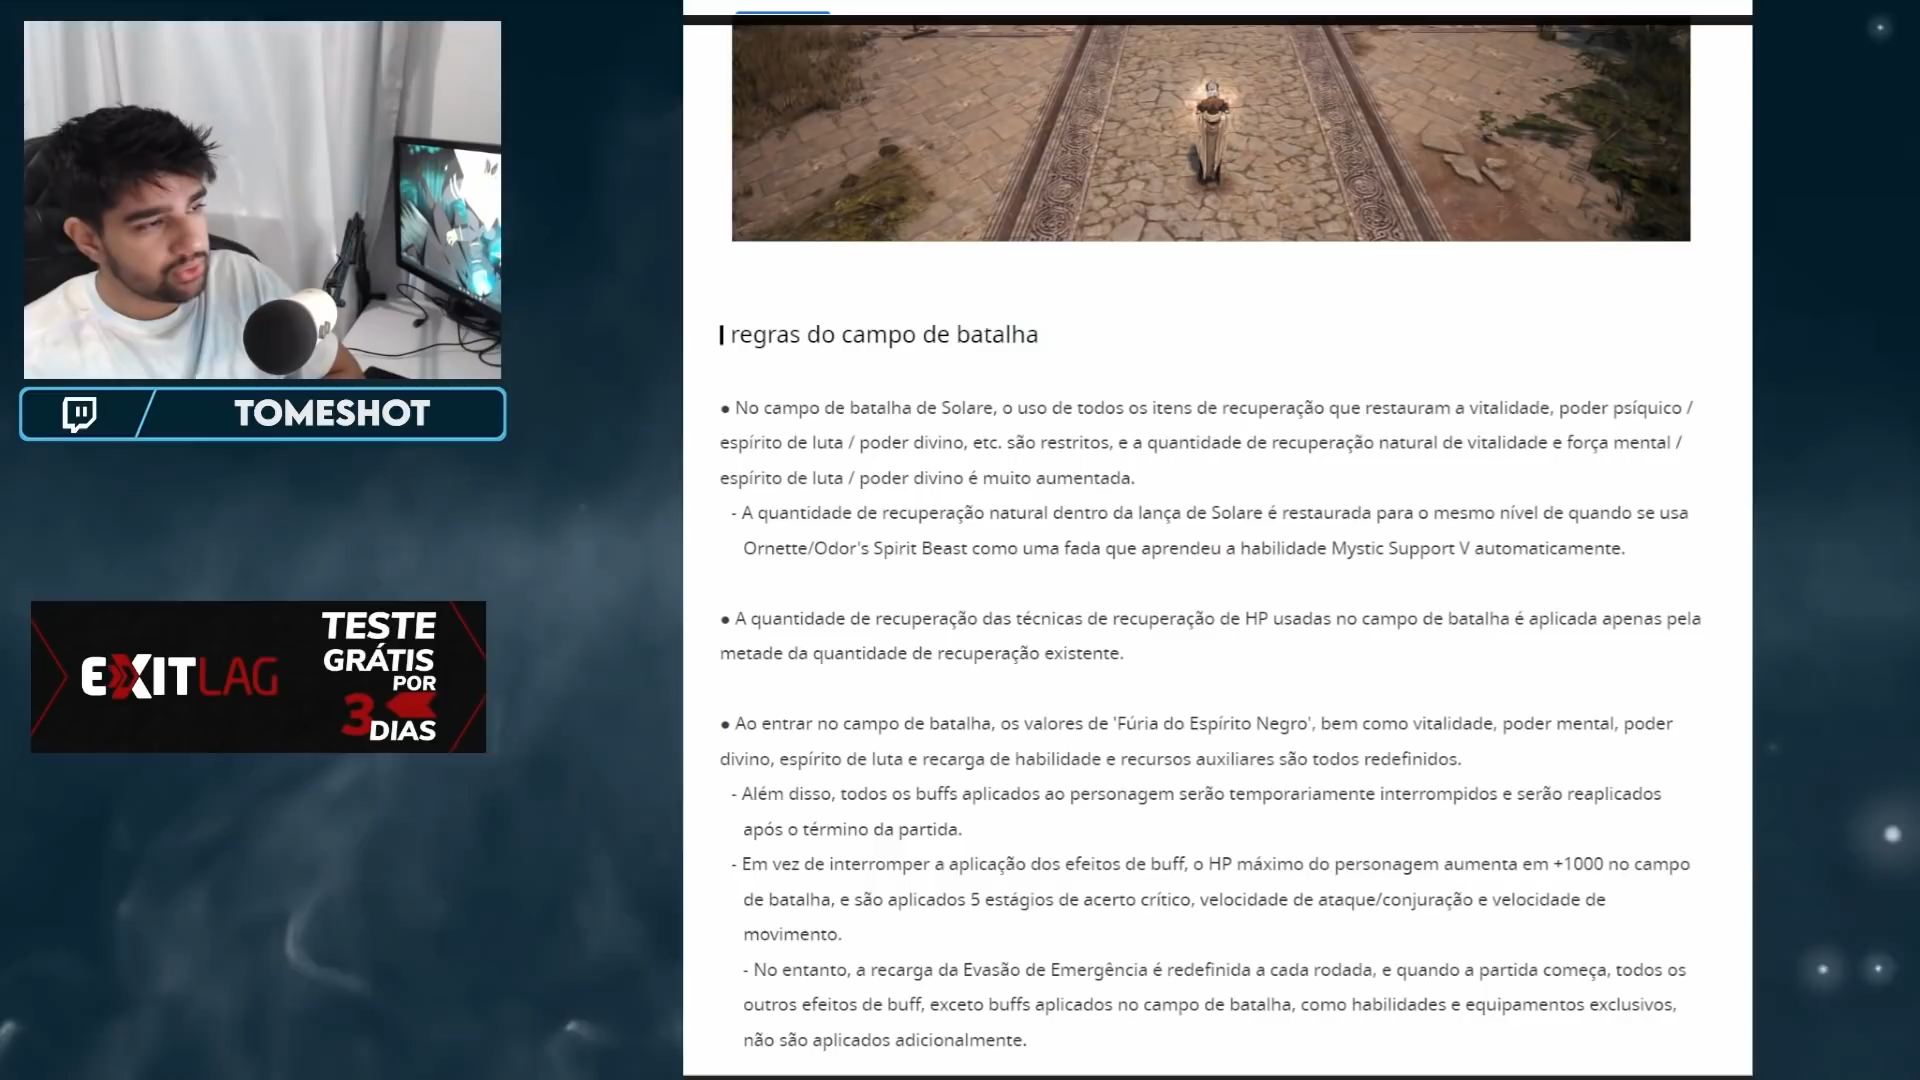 TOMESHOT
EXITLAG
TESTE
GRÁTIS
POR
3
DIAS
regras do campo de batalha
● No campo de batalha de Solare, o uso de todos os itens de recuperação que restauram a vitalidade, poder psíquico /
espírito de luta / poder divino, etc. são restritos, e a quantidade de recuperação natural de vitalidade e força mental /
espírito de luta / poder divino é muito aumentada.
- A quantidade de recuperação natural dentro da lança de Solare é restaurada para o mesmo nível de quando se usa
Ornette/Odor's Spirit Beast como uma fada que aprendeu a habilidade Mystic Support V automaticamente.
● A quantidade de recuperação das técnicas de recuperação de HP usadas no campo de batalha é aplicada apenas pela
metade da quantidade de recuperação existente.
● Ao entrar no campo de batalha, os valores de 'Fúria do Espírito Negro', bem como vitalidade, poder mental, poder
divino, espírito de luta e recarga de habilidade e recursos auxiliares são todos redefinidos.
- Além disso, todos os buffs aplicados ao personagem serão temporariamente interrompidos e serão reaplicados
após o término da partida.
- Em vez de interromper a aplicação dos efeitos de buff, o HP máximo do personagem aumenta em +1000 no campo
de batalha, e são aplicados 5 estágios de acerto crítico, velocidade de ataque/conjuração e velocidade de
movimento.
- No entanto, a recarga da Evasão de Emergência é redefinida a cada rodada, e quando a partida começa, todos os
outros efeitos de buff, exceto buffs aplicados no campo de batalha, como habilidades e equipamentos exclusivos,
não são aplicados adicionalmente.